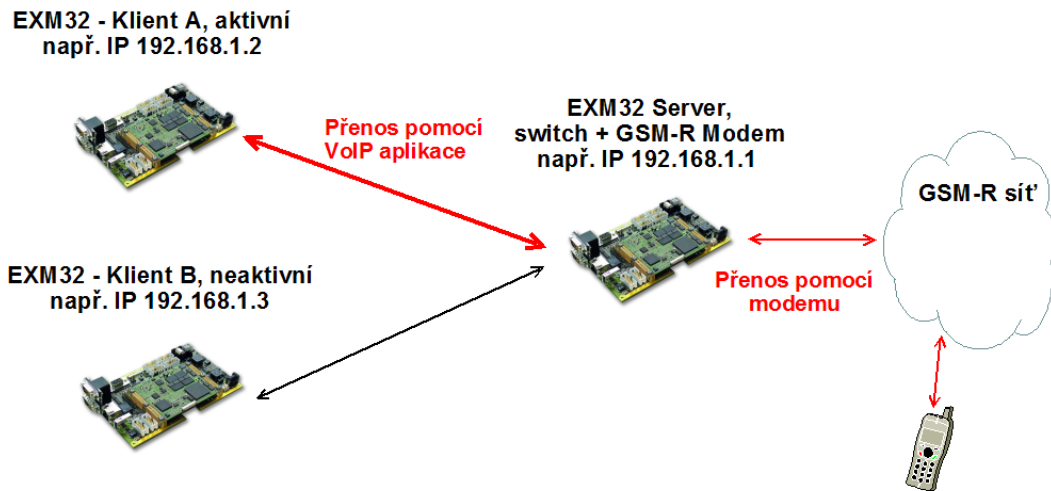 EXM32 - Klient A, aktivní
např. IP 192.168.1.2
Přenos pomocí
VoIP aplikace
EXM32 Server,
switch + GSM-R Modem
např. IP 192.168.1.1
GSM-R síť
EXM32 - Klient B, neaktivní
např. IP 192.168.1.3
Přenos pomocí
modemu